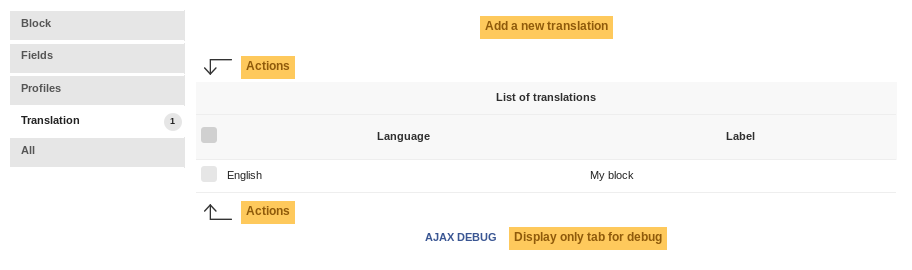 Block
Fields
Profiles
Translation 1
All
Add a new translation
Actions
List of translations
Language Label
English My block
Actions
AJAX DEBUG Display only tab for debug